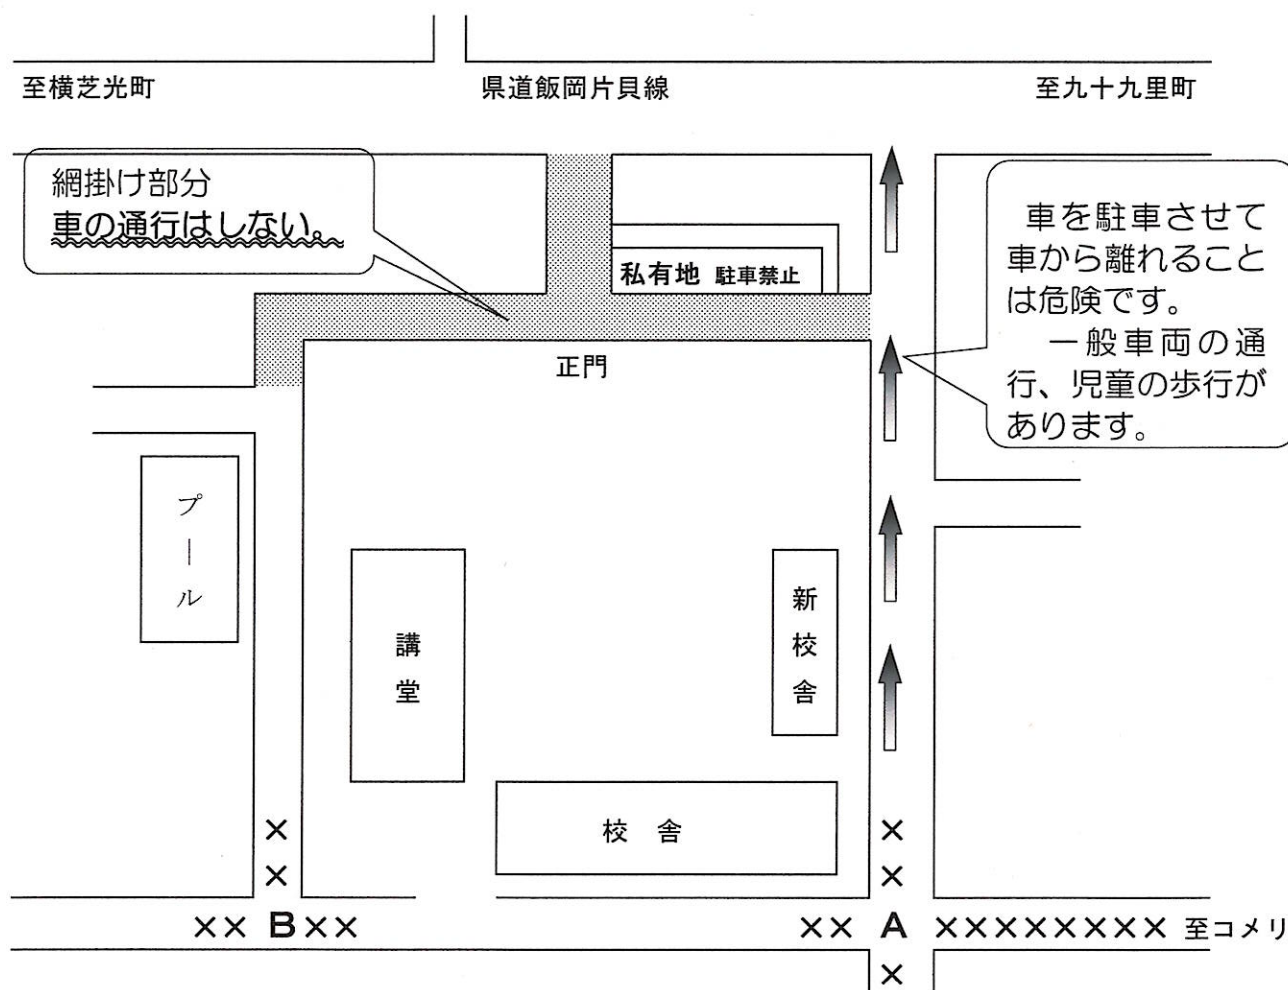 至横芝光町
県道飯岡片貝線
至九十九里町
網掛け部分
車の通行はしない。
私有地 駐車禁止
車を駐車させて
車から離れること
は危険です。
一般車両の通
行、児童の歩行が
あります。
正門
プール
講堂
新校舎
校舎
×
×
×
×
×× B ××
×× A ×××××××× 至コメリ
×